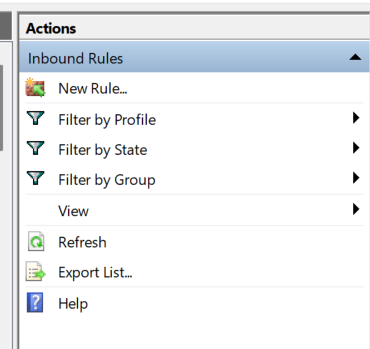 Actions
Inbound Rules
New Rule...
Filter by Profile
Filter by State
Filter by Group
View
Refresh
Export List...
Help